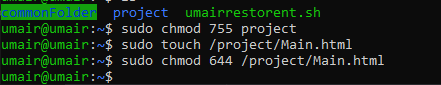 commonFolder project umairrestorent.sh
umair@umair:~$ sudo chmod 755 project
umair@umair:~$ sudo touch /project/Main.html
umair@umair:~$ sudo chmod 644 /project/Main.html
umair@umair:~$